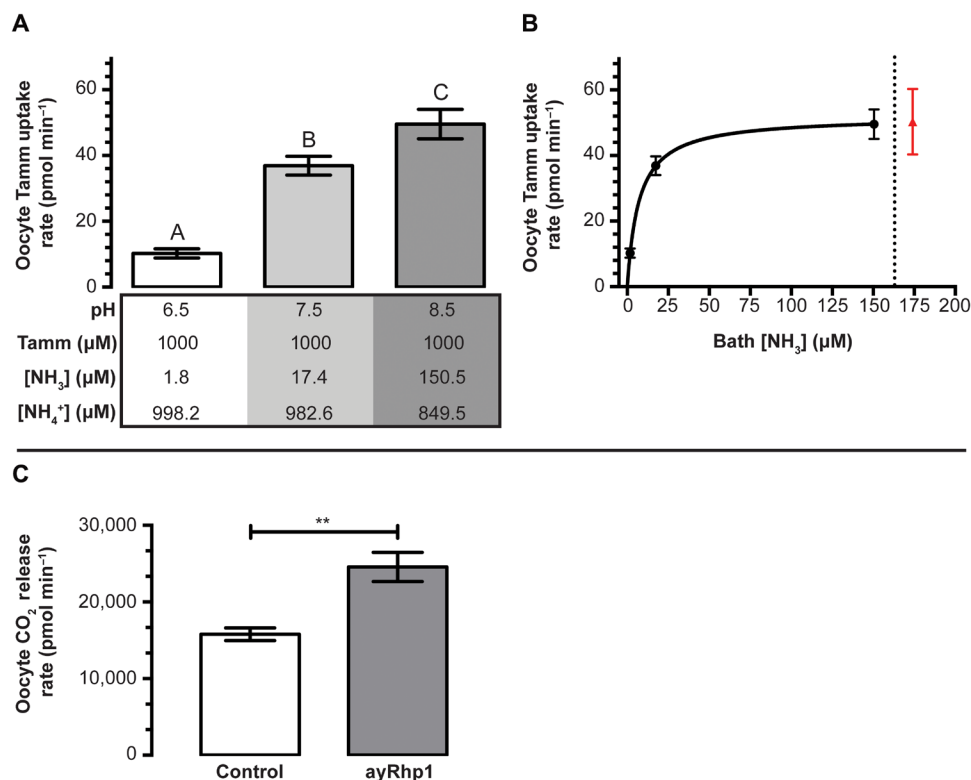 A
Oocyte Tamm uptake
rate (pmol min⁻¹)
60
40
20
0
A
B
C
pH 6.5 7.5 8.5
Tamm (µM) 1000 1000 1000
[NH₃] (µM) 1.8 17.4 150.5
[NH₄⁺] (µM) 998.2 982.6 849.5
B
Oocyte Tamm uptake
rate (pmol min⁻¹)
60
40
20
0
0 25 50 75 100 125 150 175 200
Bath [NH₃] (µM)
C
Oocyte CO₂ release
rate (pmol min⁻¹)
30,000
20,000
10,000
0
**
Control ayRhp1